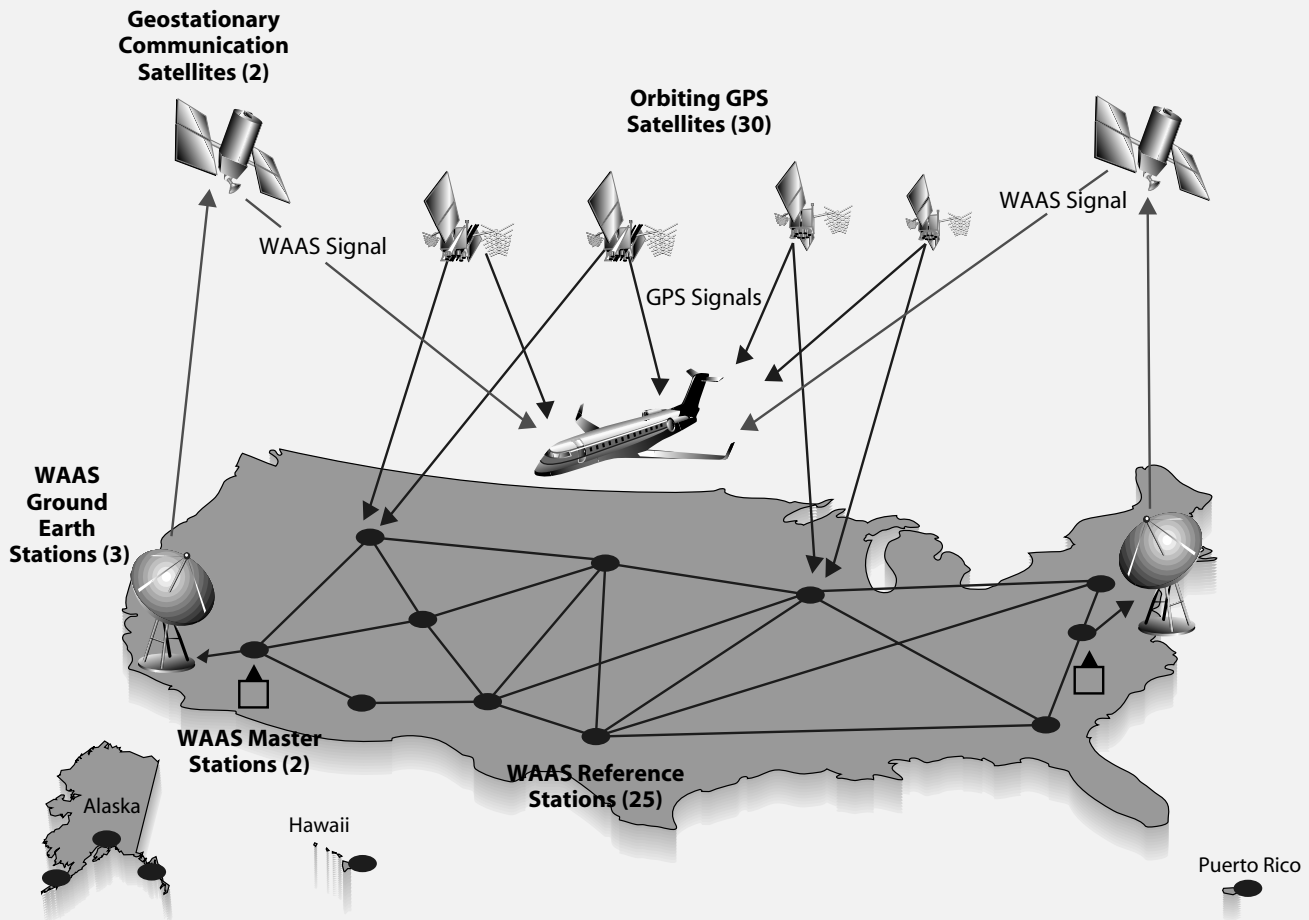 Geostationary
Communication
Satellites (2)
Orbiting GPS
Satellites (30)
WAAS Signal
WAAS Signal
GPS Signals
WAAS
Ground
Earth
Stations (3)
WAAS Master
Stations (2)
WAAS Reference
Stations (25)
Alaska
Hawaii
Puerto Rico